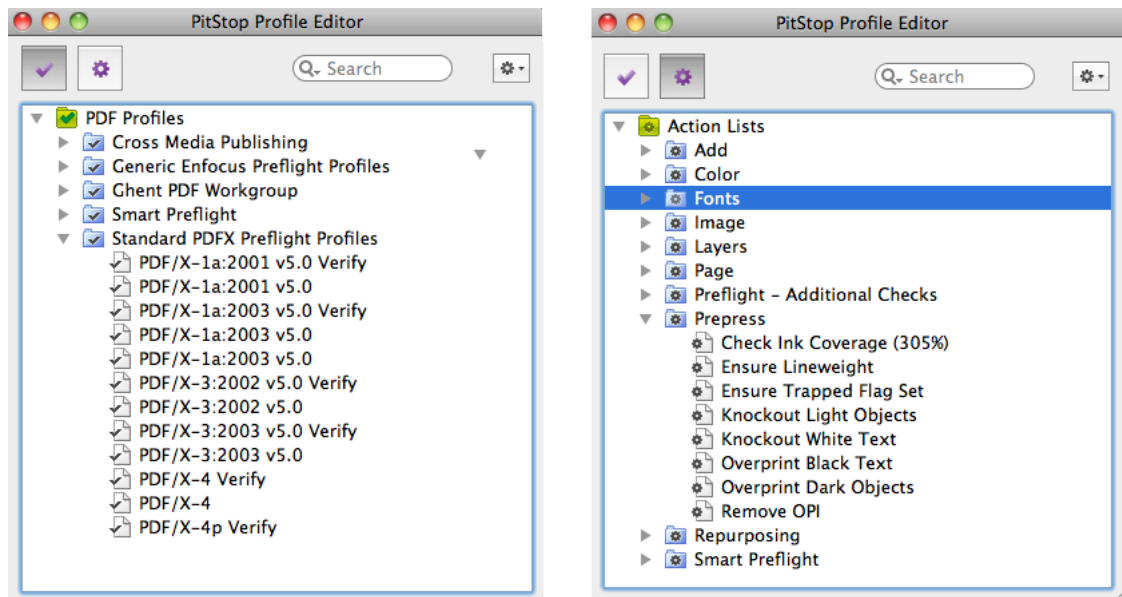 PitStop Profile Editor
Search
PDF Profiles
Cross Media Publishing
Generic Enfocus Preflight Profiles
Ghent PDF Workgroup
Smart Preflight
Standard PDFX Preflight Profiles
PDF/X-1a:2001 v5.0 Verify
PDF/X-1a:2001 v5.0
PDF/X-1a:2003 v5.0 Verify
PDF/X-1a:2003 v5.0
PDF/X-1a:2003 v5.0
PDF/X-3:2002 v5.0 Verify
PDF/X-3:2002 v5.0
PDF/X-3:2003 v5.0 Verify
PDF/X-3:2003 v5.0
PDF/X-4 Verify
PDF/X-4
PDF/X-4p Verify
PitStop Profile Editor
Search
Action Lists
Add
Color
Fonts
Image
Layers
Page
Preflight - Additional Checks
Prepress
Check Ink Coverage (305%)
Ensure Lineweight
Ensure Trapped Flag Set
Knockout Light Objects
Knockout White Text
Overprint Black Text
Overprint Dark Objects
Remove OPI
Repurposing
Smart Preflight